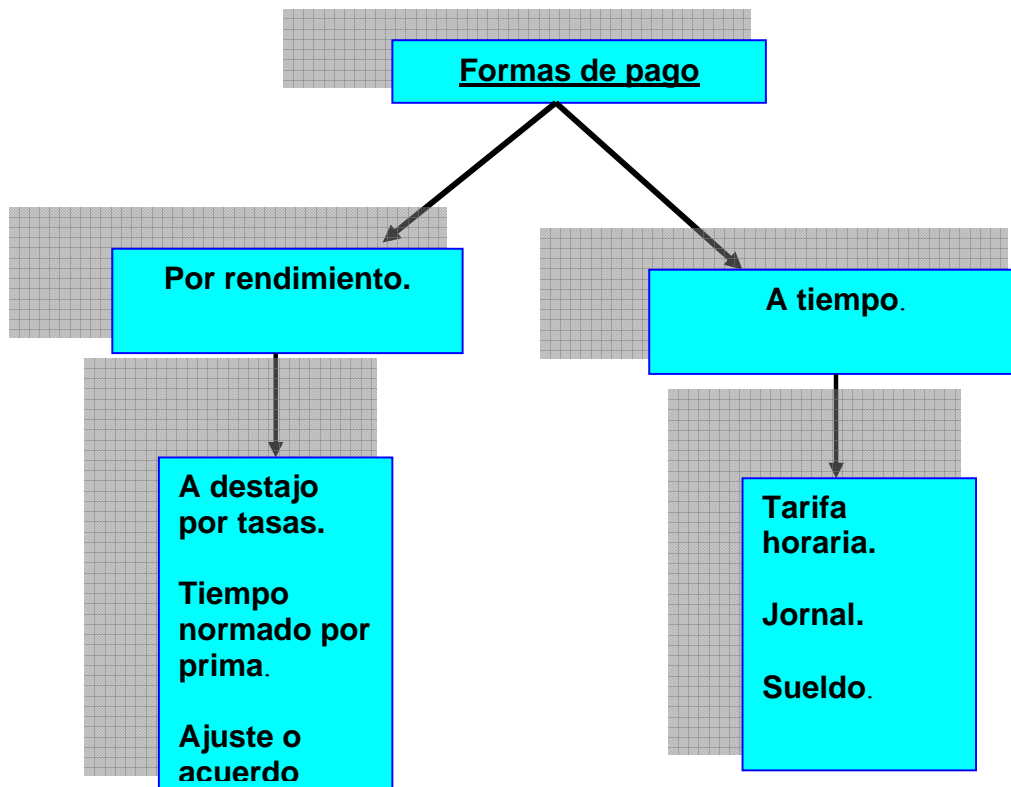 Formas de pago
Por rendimiento.
A tiempo.
A destajo
por tasas.
Tiempo
normado por
prima.
Ajuste o
acuerdo
Tarifa
horaria.
Jornal.
Sueldo.